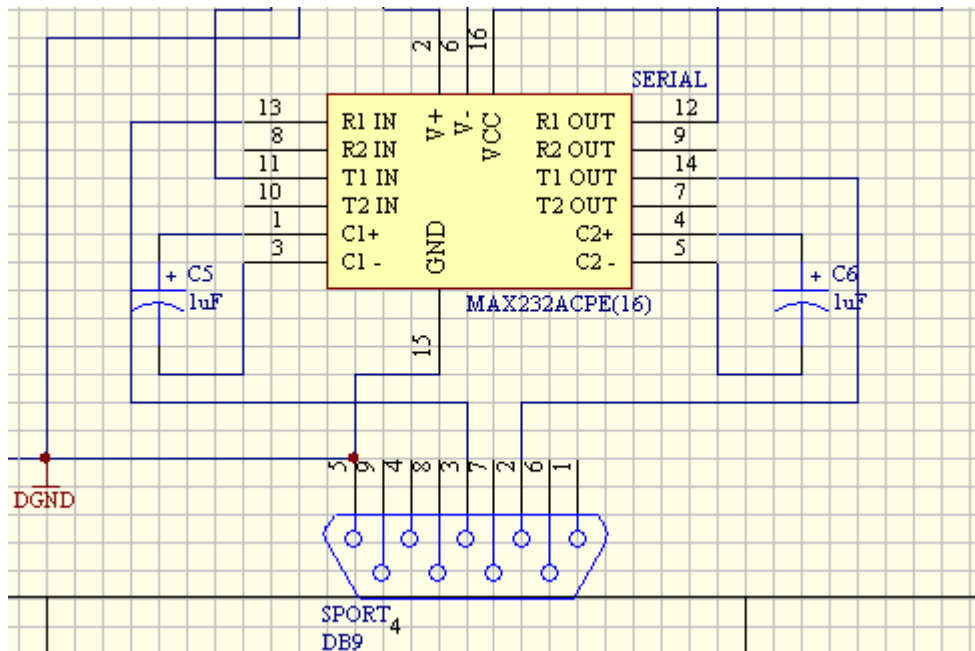 2 6 16
SERIAL
13 R1 IN V+ V- VCC R1 OUT 12
8 R2 IN R2 OUT 9
11 T1 IN T1 OUT 14
10 T2 IN T2 OUT 7
1 C1+ GND C2+ 4
3 C1 - C2 - 5
+ C5 + C6
1uF 1uF
MAX232ACPE(16)
15
5 9 4 8 3 7 2 6 1
DGND
SPORT 4
DB9